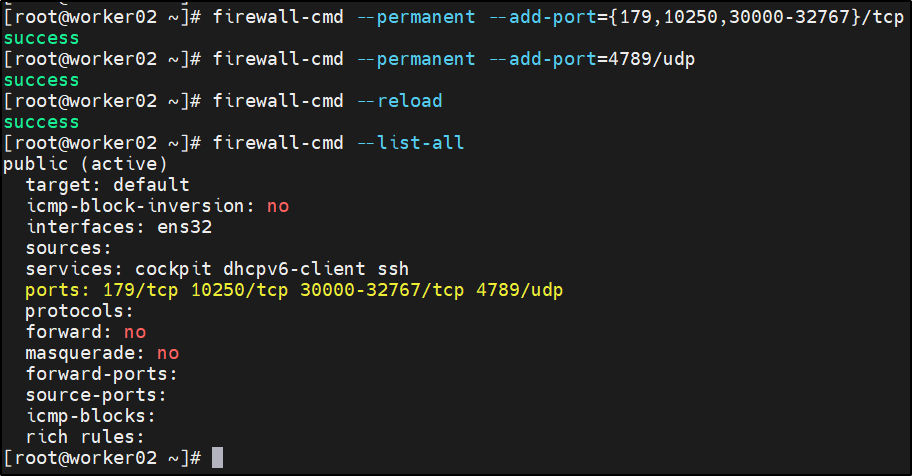 [root@worker02 ~]# firewall-cmd --permanent --add-port={179,10250,30000-32767}/tcp
success
[root@worker02 ~]# firewall-cmd --permanent --add-port=4789/udp
success
[root@worker02 ~]# firewall-cmd --reload
success
[root@worker02 ~]# firewall-cmd --list-all
public (active)
  target: default
  icmp-block-inversion: no
  interfaces: ens32
  sources:
  services: cockpit dhcpv6-client ssh
  ports: 179/tcp 10250/tcp 30000-32767/tcp 4789/udp
  protocols:
  forward: no
  masquerade: no
  forward-ports:
  source-ports:
  icmp-blocks:
  rich rules:
[root@worker02 ~]#